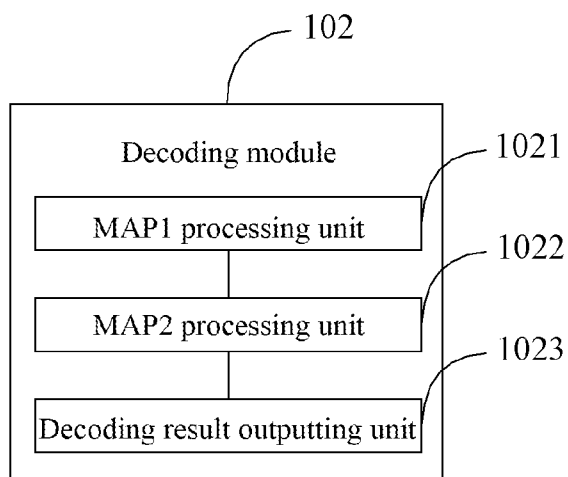 102
Decoding module
1021
MAP1 processing unit
1022
MAP2 processing unit
1023
Decoding result outputting unit